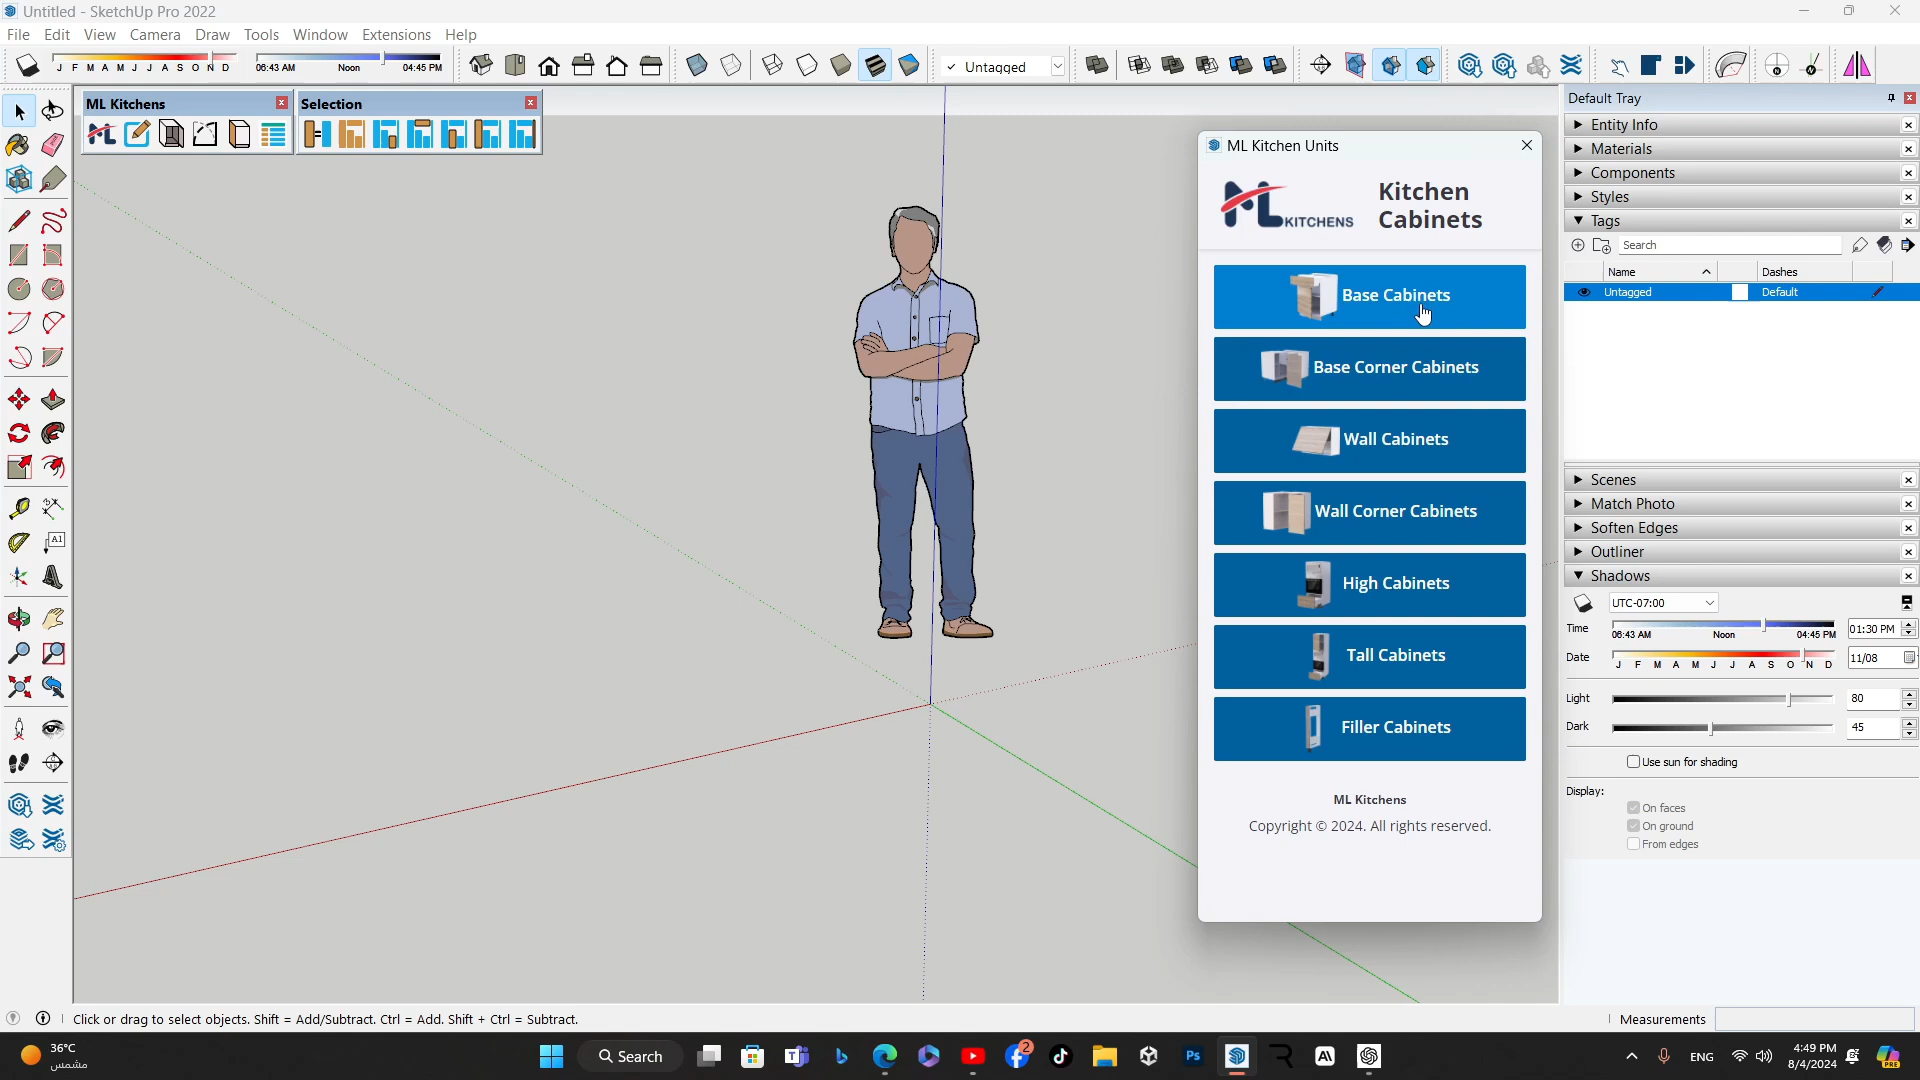 Untitled - SketchUp Pro 2022
File Edit View Camera Draw Tools Window Extensions Help
J F M A M J J A S O N D 06:43 AM Noon 04:45 PM
✓ Untagged
ML Kitchens
Selection
ML Kitchen Units
ML KITCHENS
Kitchen
Cabinets
Base Cabinets
Base Corner Cabinets
Wall Cabinets
Wall Corner Cabinets
High Cabinets
Tall Cabinets
Filler Cabinets
ML Kitchens
Copyright © 2024. All rights reserved.
Default Tray
Entity Info
Materials
Components
Styles
Tags
Search
Name Dashes
Untagged Default
Scenes
Match Photo
Soften Edges
Outliner
Shadows
UTC-07:00
Time 06:43 AM Noon 04:45 PM 01:30 PM
Date J F M A M J J A S O N D 11/08
Light 80
Dark 45
Use sun for shading
Display:
On faces
On ground
From edges
A1
Click or drag to select objects. Shift = Add/Subtract. Ctrl = Add. Shift + Ctrl = Subtract.
Measurements
36°C
مشمس
Search
2
Ps
ENG
4:49 PM
8/4/2024
PRE